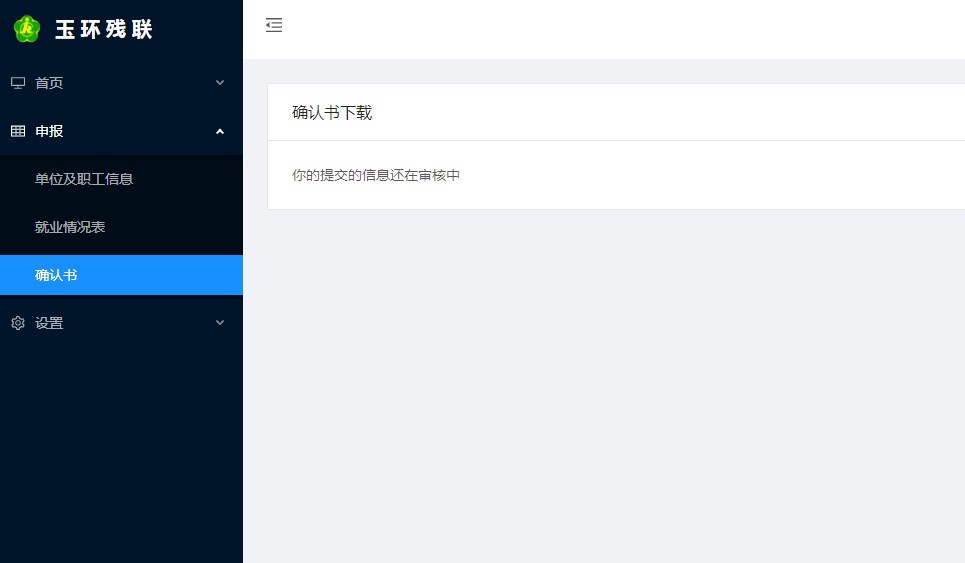 玉环残联
首页
申报
单位及职工信息
就业情况表
确认书
设置
确认书下载
你的提交的信息还在审核中